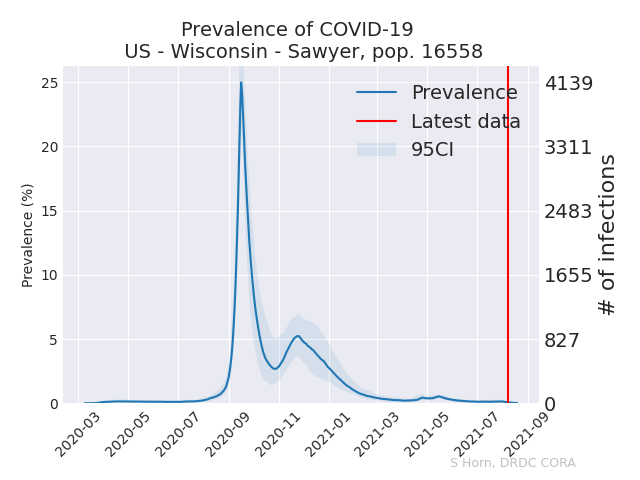 Prevalence of COVID-19
US - Wisconsin - Sawyer, pop. 16558
Prevalence
Latest data
95CI
Prevalence (%)
25
20
15
10
5
0
4139
3311
2483
1655
827
0
# of infections
2020-03
2020-05
2020-07
2020-09
2020-11
2021-01
2021-03
2021-05
2021-07
2021-09
S Horn, DRDC CORA